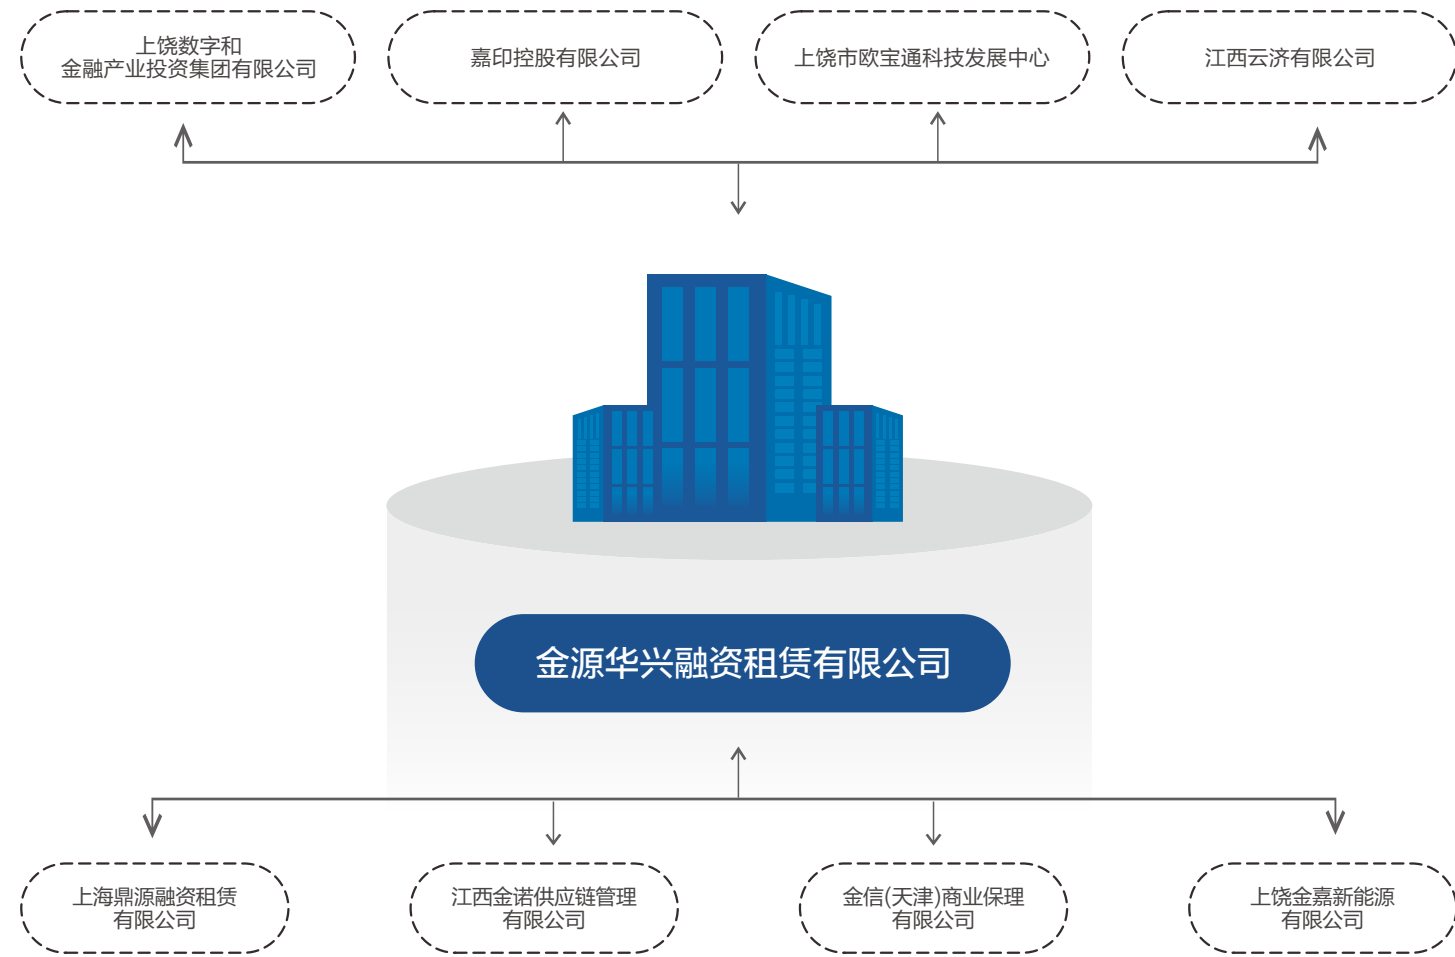 上饶数字和
金融产业投资集团有限公司
嘉印控股有限公司
上饶市欧宝通科技发展中心
江西云济有限公司
金源华兴融资租赁有限公司
上海鼎源融资租赁
有限公司
江西金诺供应链管理
有限公司
金信(天津)商业保理
有限公司
上饶金嘉新能源
有限公司